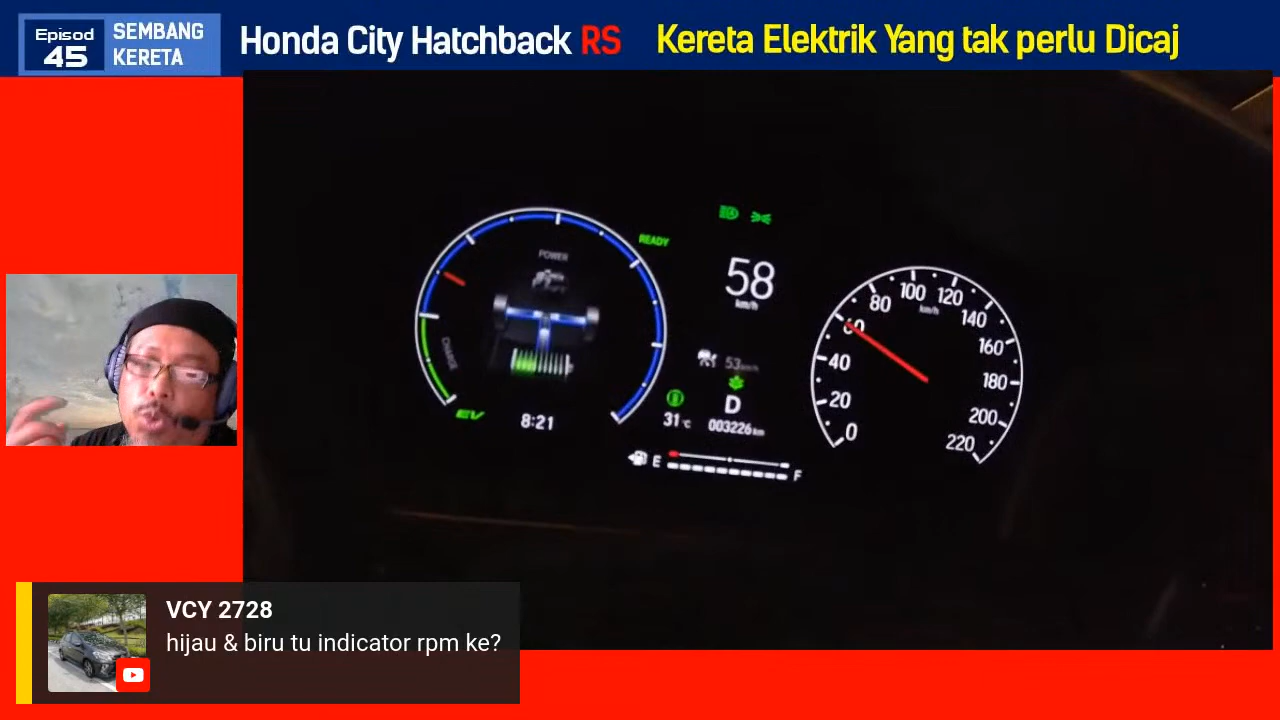 Episod
45
SEMBANG
KERETA
Honda City Hatchback RS
Kereta Elektrik Yang tak perlu Dicaj
READY
POWER
CHARGE
EV
8:21
58
km/h
53 km/h
D
31 °C
003226 km
E
F
0
20
40
60
80
100
120
140
160
180
200
220
km/h
VCY 2728
hijau & biru tu indicator rpm ke?